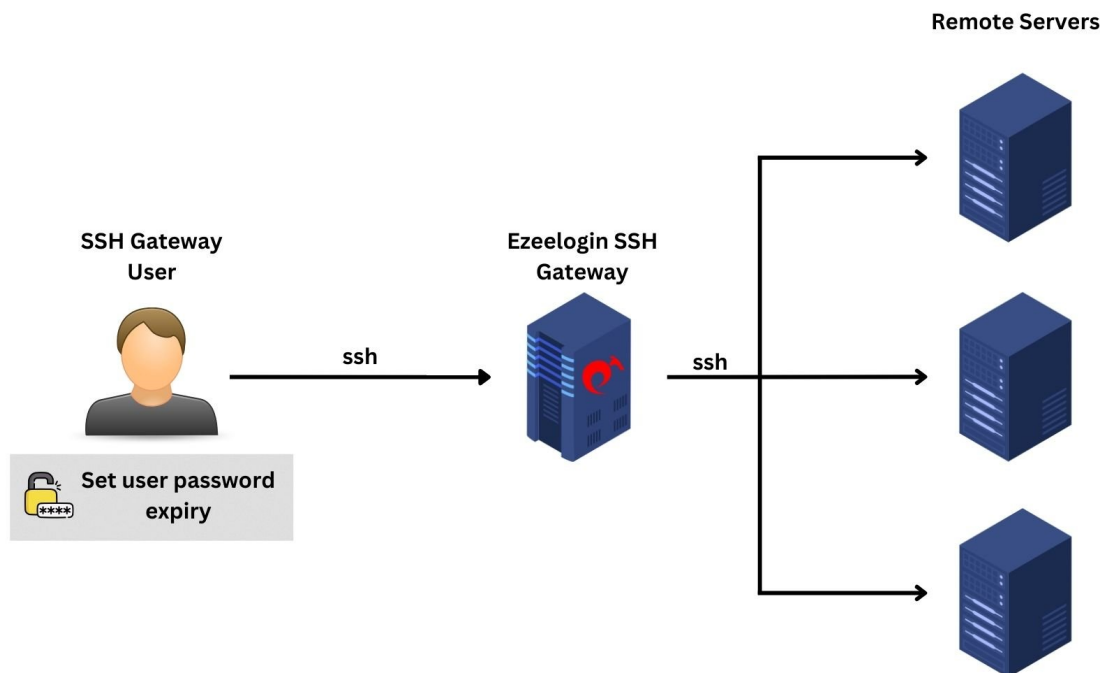 Remote Servers
SSH Gateway
User
Ezeelogin SSH
Gateway
ssh
ssh
Set user password
expiry
****